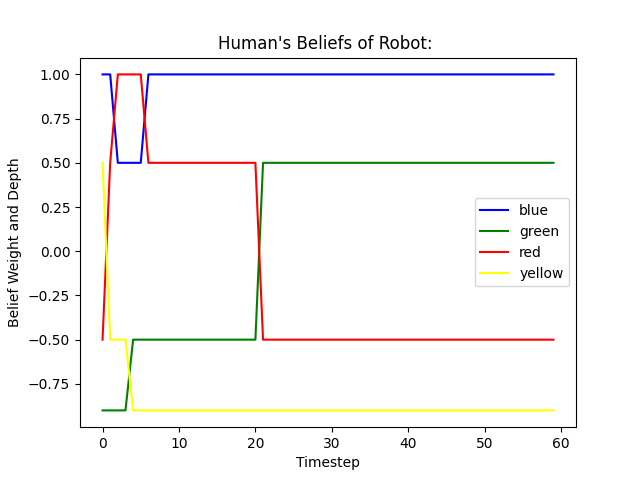 Human's Beliefs of Robot:
1.00
0.75
0.50
0.25
0.00
−0.25
−0.50
−0.75
Belief Weight and Depth
blue
green
red
yellow
0 10 20 30 40 50 60
Timestep